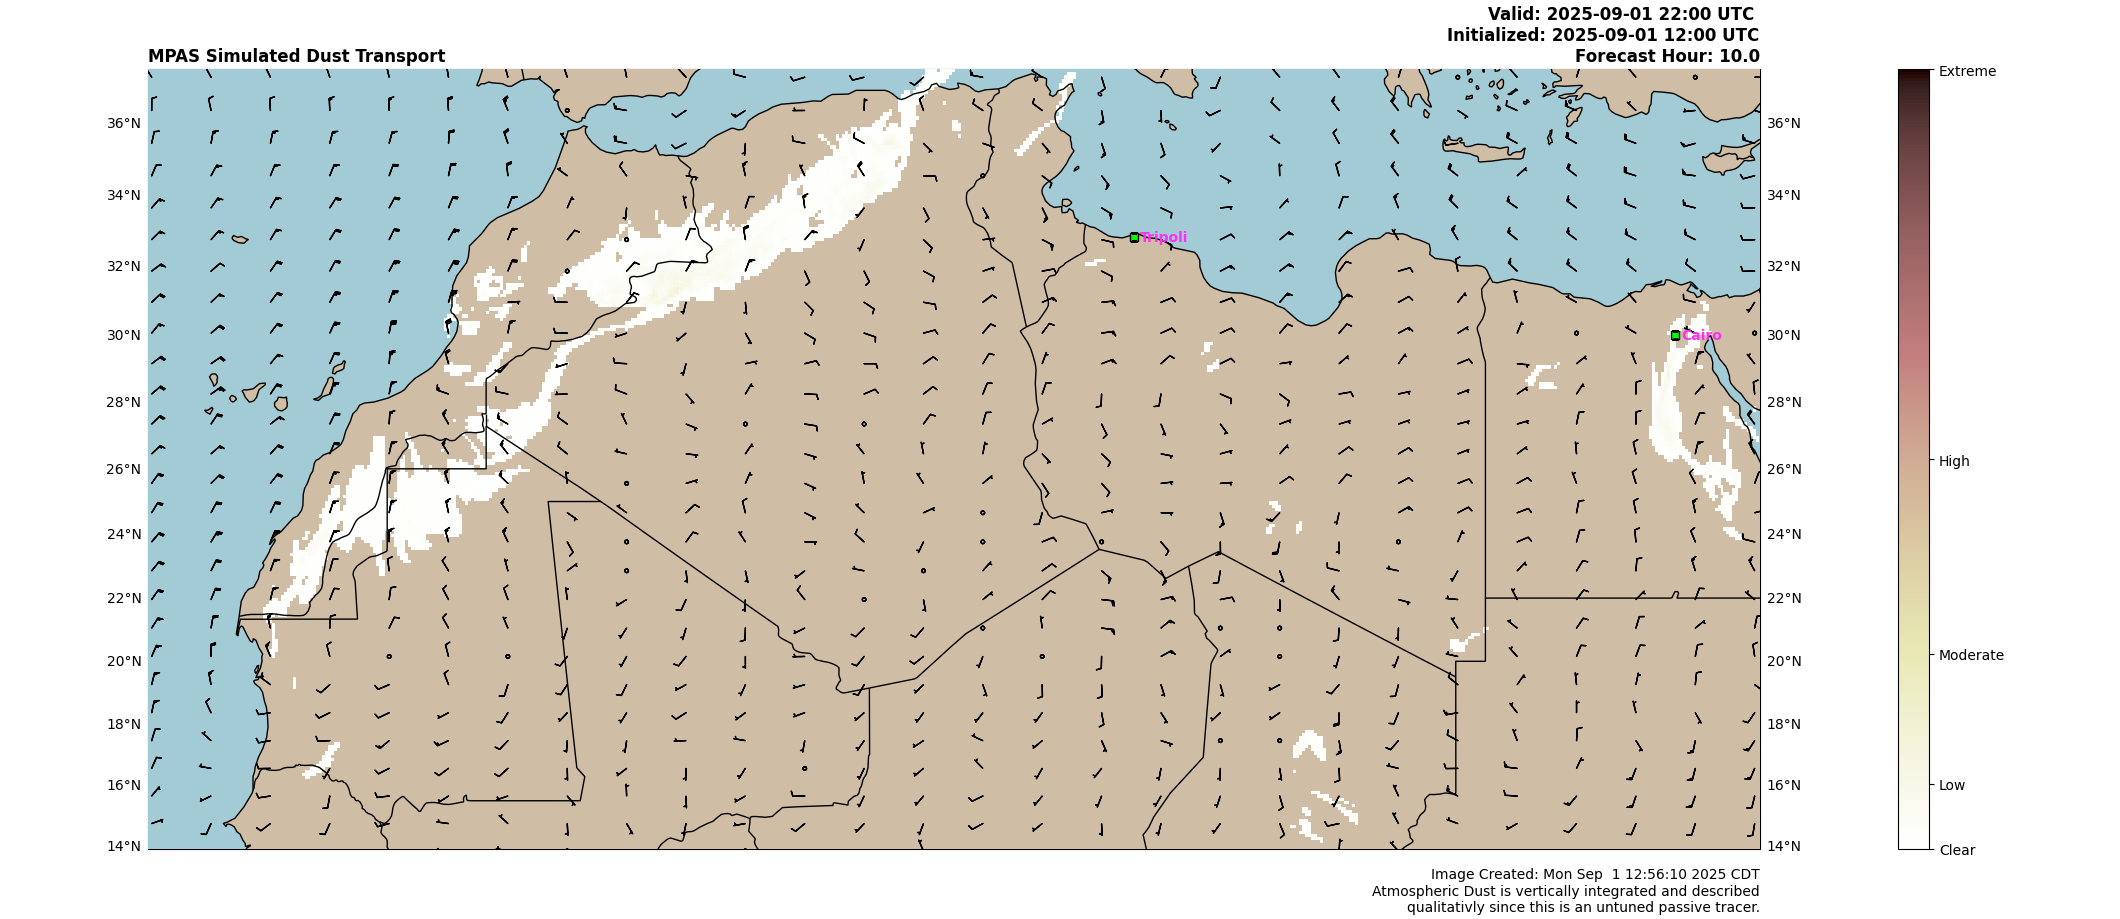 Valid: 2025-09-01 22:00 UTC
Initialized: 2025-09-01 12:00 UTC
MPAS Simulated Dust Transport
Forecast Hour: 10.0
Extreme
36°N
36°N
34°N
34°N
Tripoli
32°N
32°N
30°N
Cairo
30°N
28°N
28°N
26°N
26°N
High
24°N
24°N
22°N
22°N
20°N
20°N
Moderate
18°N
18°N
16°N
16°N
Low
14°N
14°N
Clear
Image Created: Mon Sep  1 12:56:10 2025 CDT
Atmospheric Dust is vertically integrated and described
qualitativly since this is an untuned passive tracer.